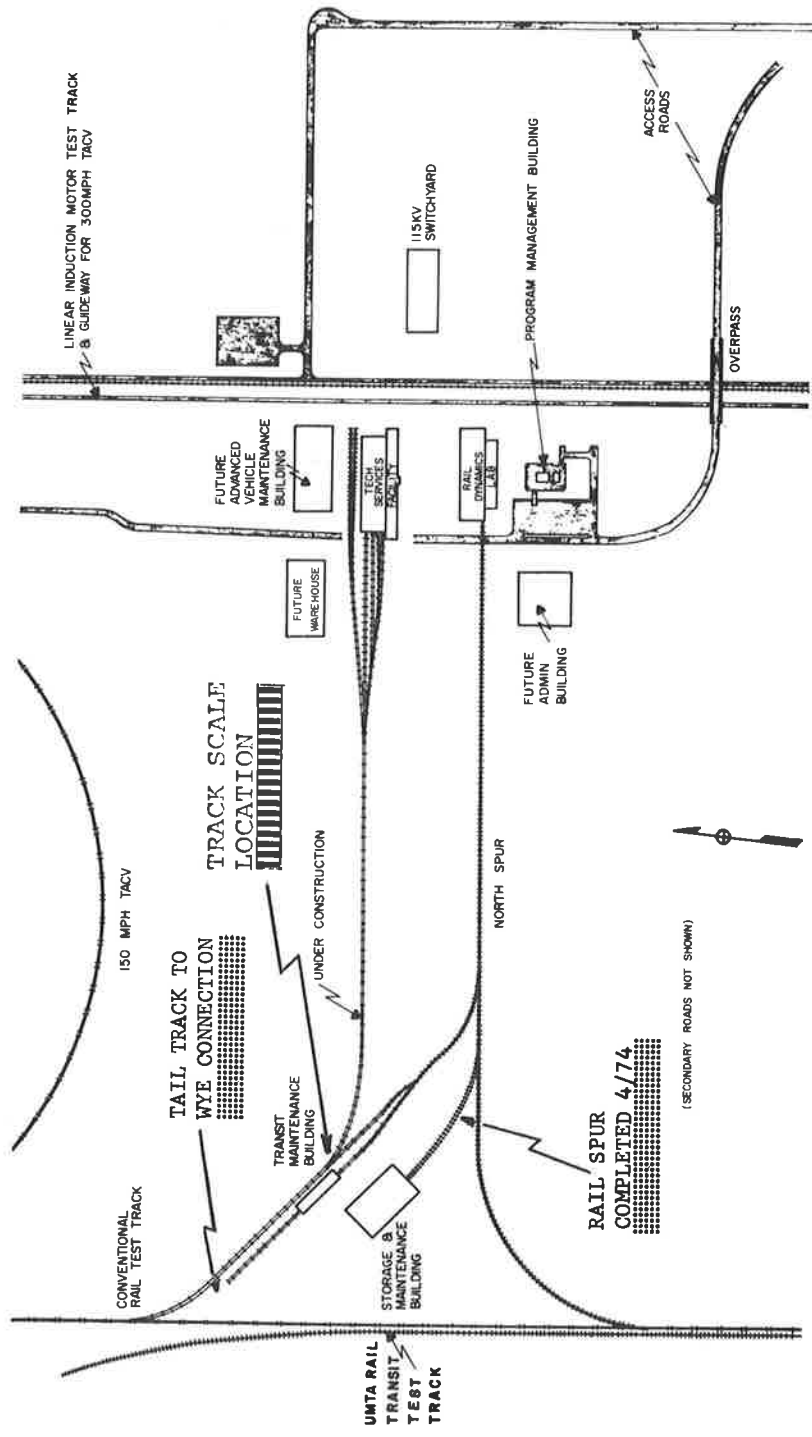 LINEAR INDUCTION MOTOR TEST TRACK
& GUIDEWAY FOR 300MPH TACV
150 MPH TACV
TAIL TRACK TO
WYE CONNECTION
CONVENTIONAL
RAIL TEST TRACK
TRACK SCALE
LOCATION
FUTURE
WAREHOUSE
FUTURE
ADVANCED
VEHICLE
MAINTENANCE
BUILDING
TECH
SERVICES
FACILITY
115KV
SWITCHYARD
TRANSIT
MAINTENANCE
BUILDING
UNDER CONSTRUCTION
RAIL
DYNAMICS
LAB
PROGRAM MANAGEMENT BUILDING
UMTA RAIL
TRANSIT
TEST
TRACK
STORAGE &
MAINTENANCE
BUILDING
NORTH SPUR
FUTURE
ADMIN
BUILDING
RAIL SPUR
COMPLETED 4/74
OVERPASS
ACCESS
ROADS
(SECONDARY ROADS NOT SHOWN)